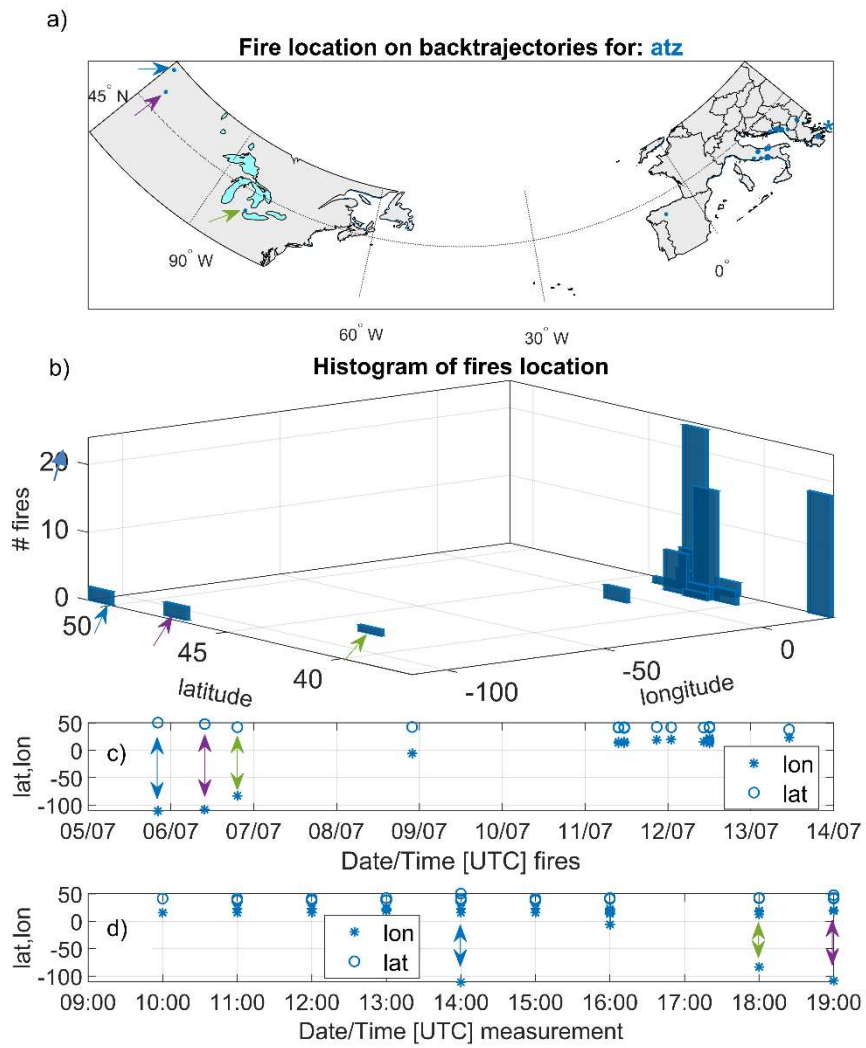 a)
Fire location on backtrajectories for: atz
45° N
90° W
60° W
30° W
0°
b)
Histogram of fires location
20
10
0
# fires
50
45
40
latitude
-100
-50
0
longitude
c)
50
0
-50
-100
lat,lon
lon
lat
05/07 06/07 07/07 08/07 09/07 10/07 11/07 12/07 13/07 14/07
Date/Time [UTC] fires
d)
50
0
-50
-100
lat,lon
lon
lat
09:00 10:00 11:00 12:00 13:00 14:00 15:00 16:00 17:00 18:00 19:00
Date/Time [UTC] measurement